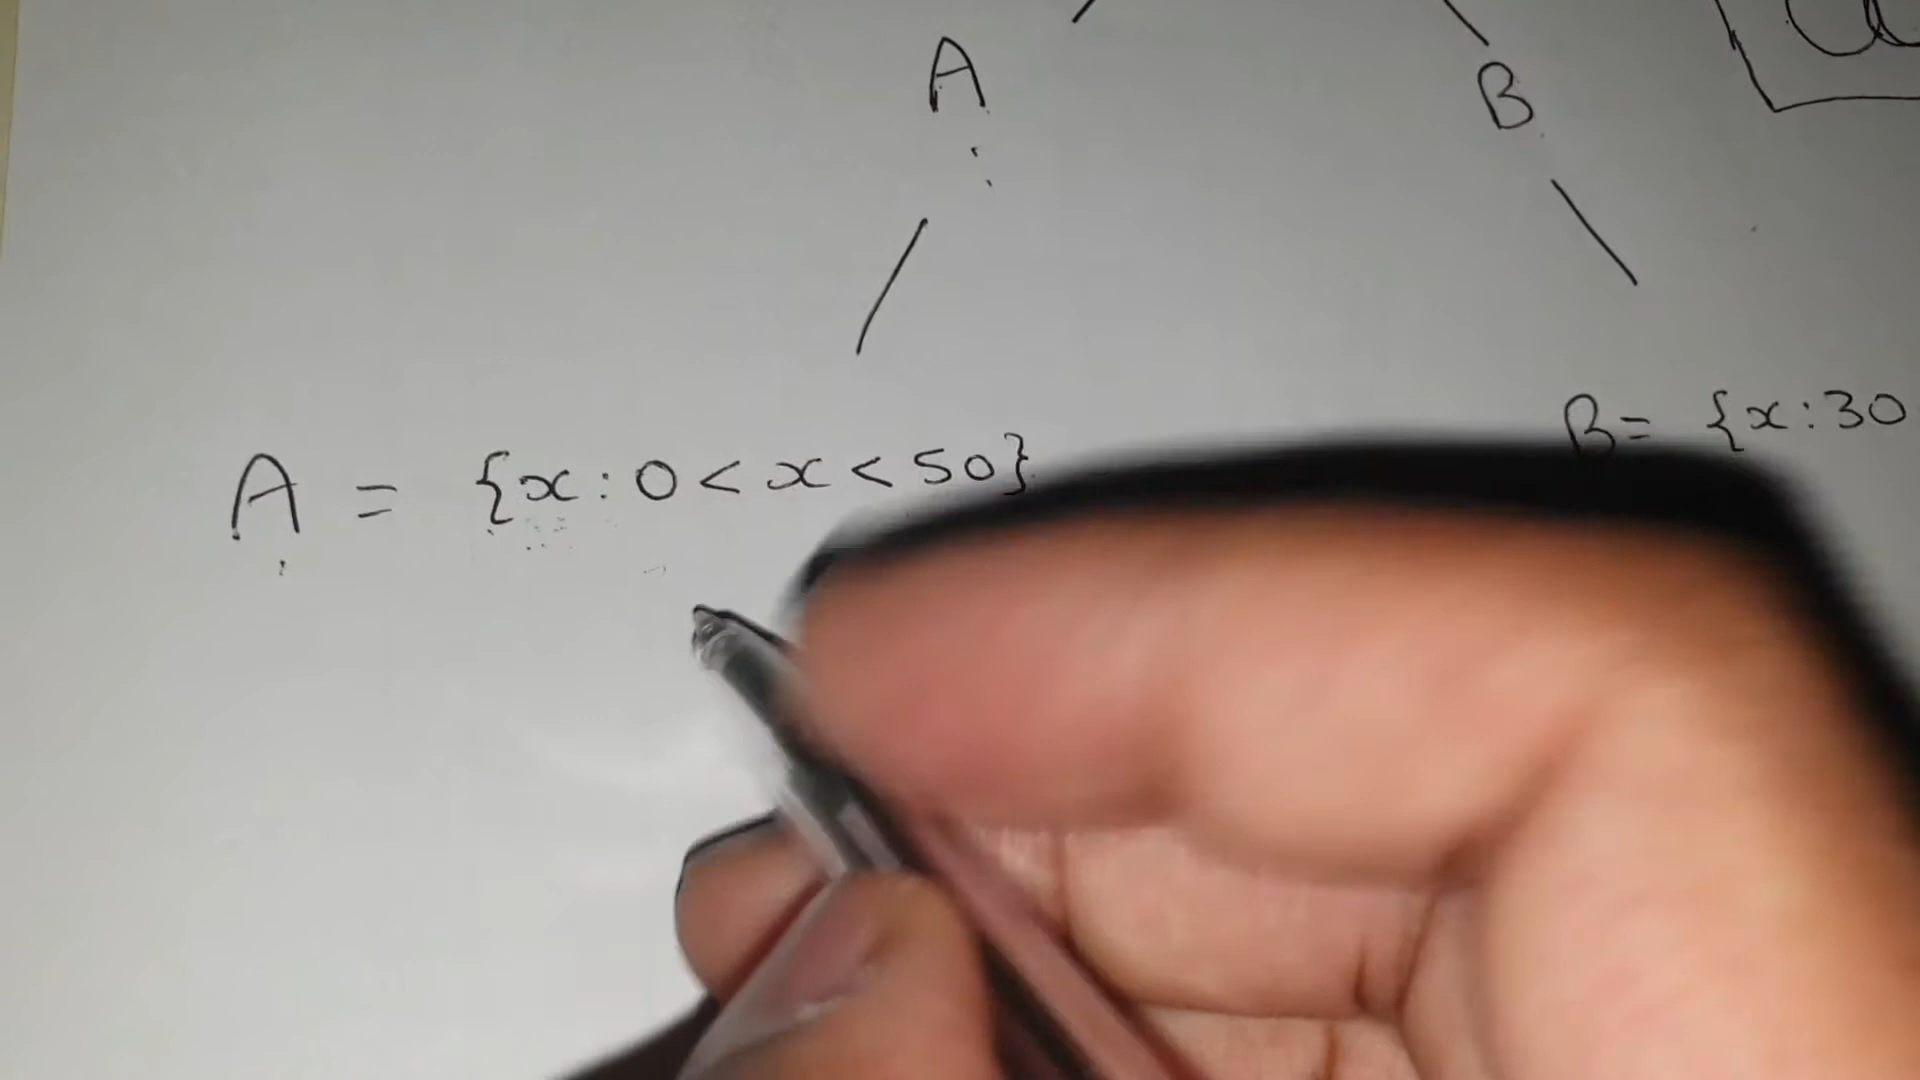 A
B
A = {x : 0 < x < 50}
B = {x : 30